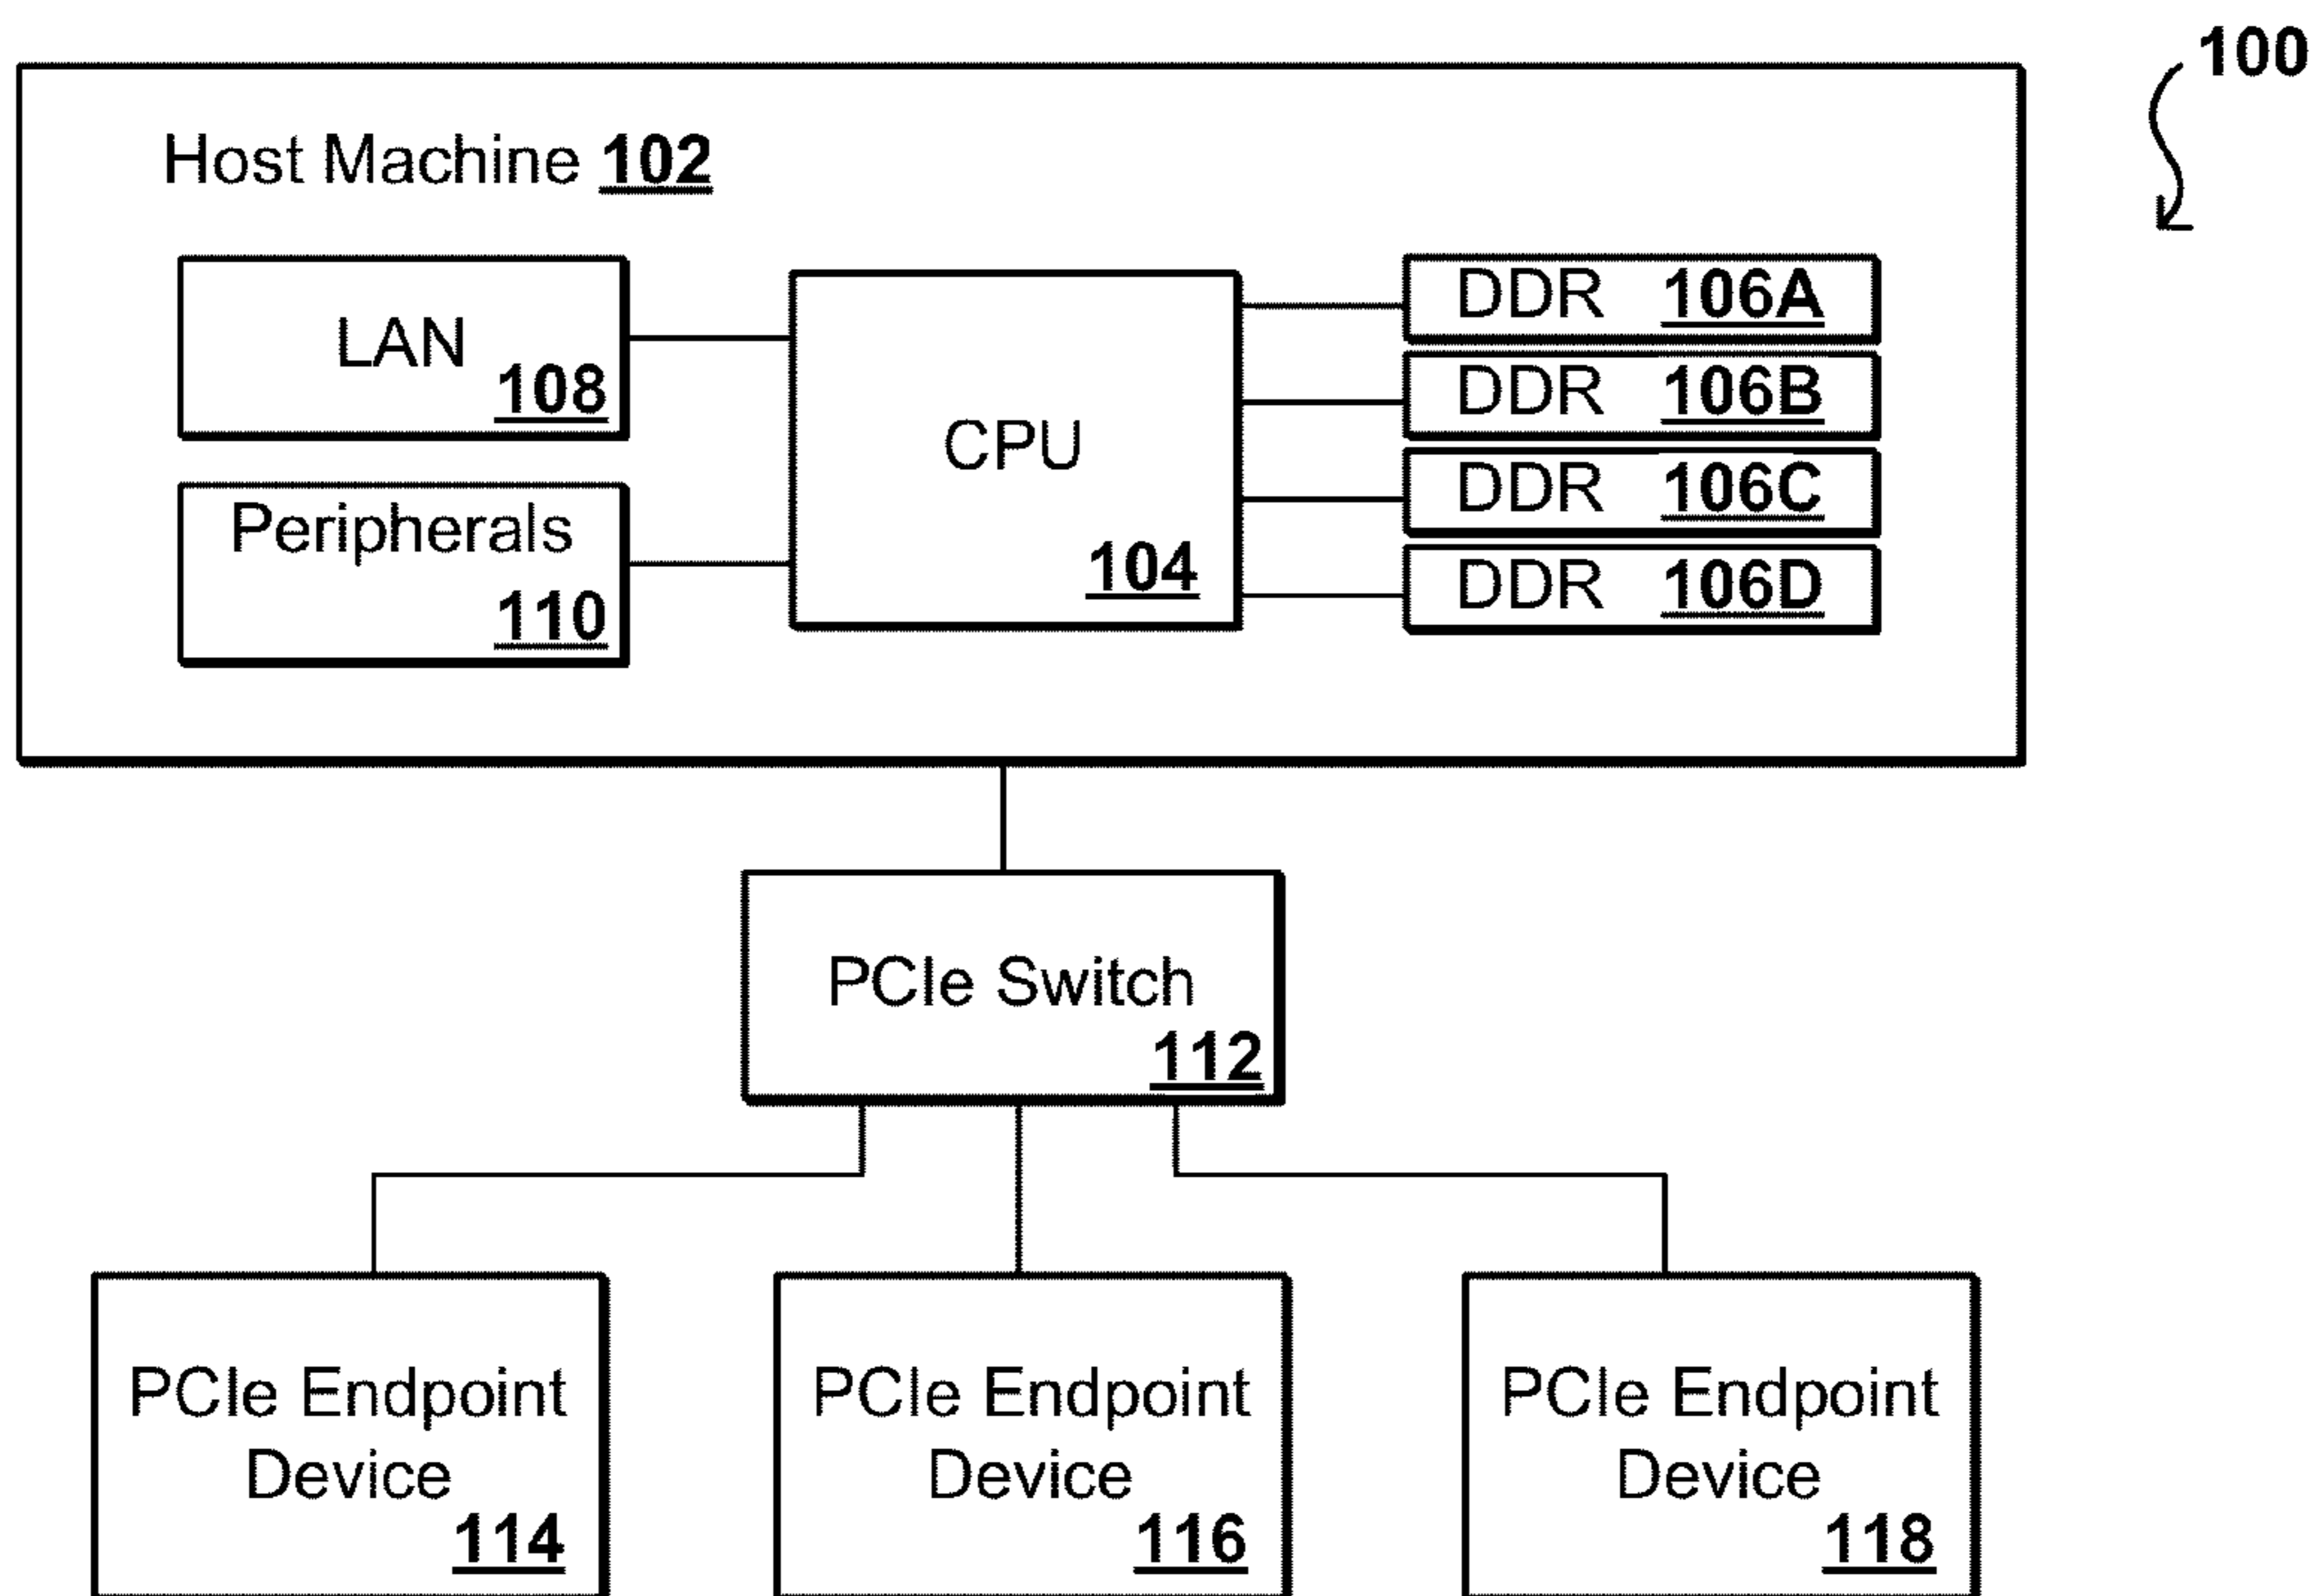 100
Host Machine 102
LAN
108
Peripherals
110
CPU
104
DDR 106A
DDR 106B
DDR 106C
DDR 106D
PCIe Switch
112
PCIe Endpoint
Device
114
PCIe Endpoint
Device
116
PCIe Endpoint
Device
118